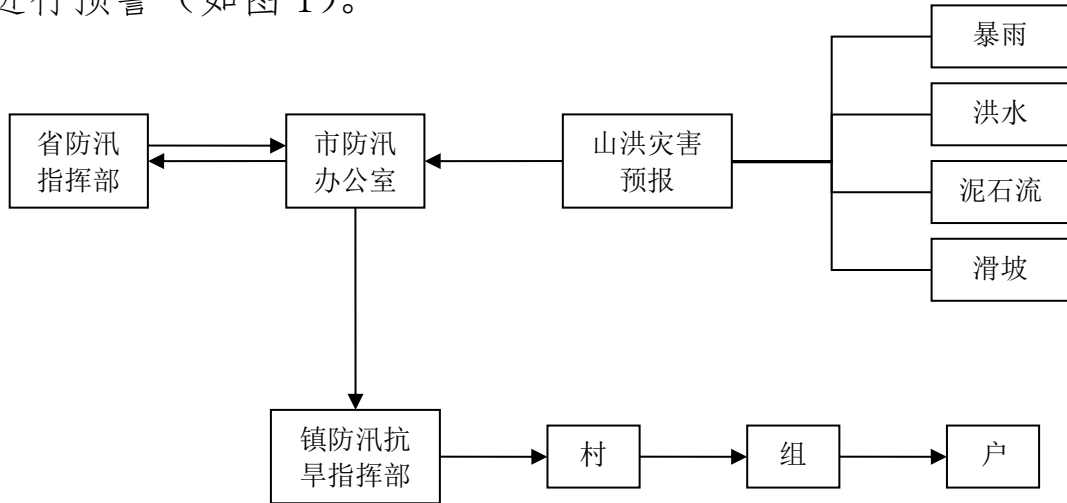 进行预警（如图1）。
暴雨
洪水
泥石流
滑坡
山洪灾害
预报
市防汛
办公室
省防汛
指挥部
镇防汛抗
旱指挥部
村
组
户